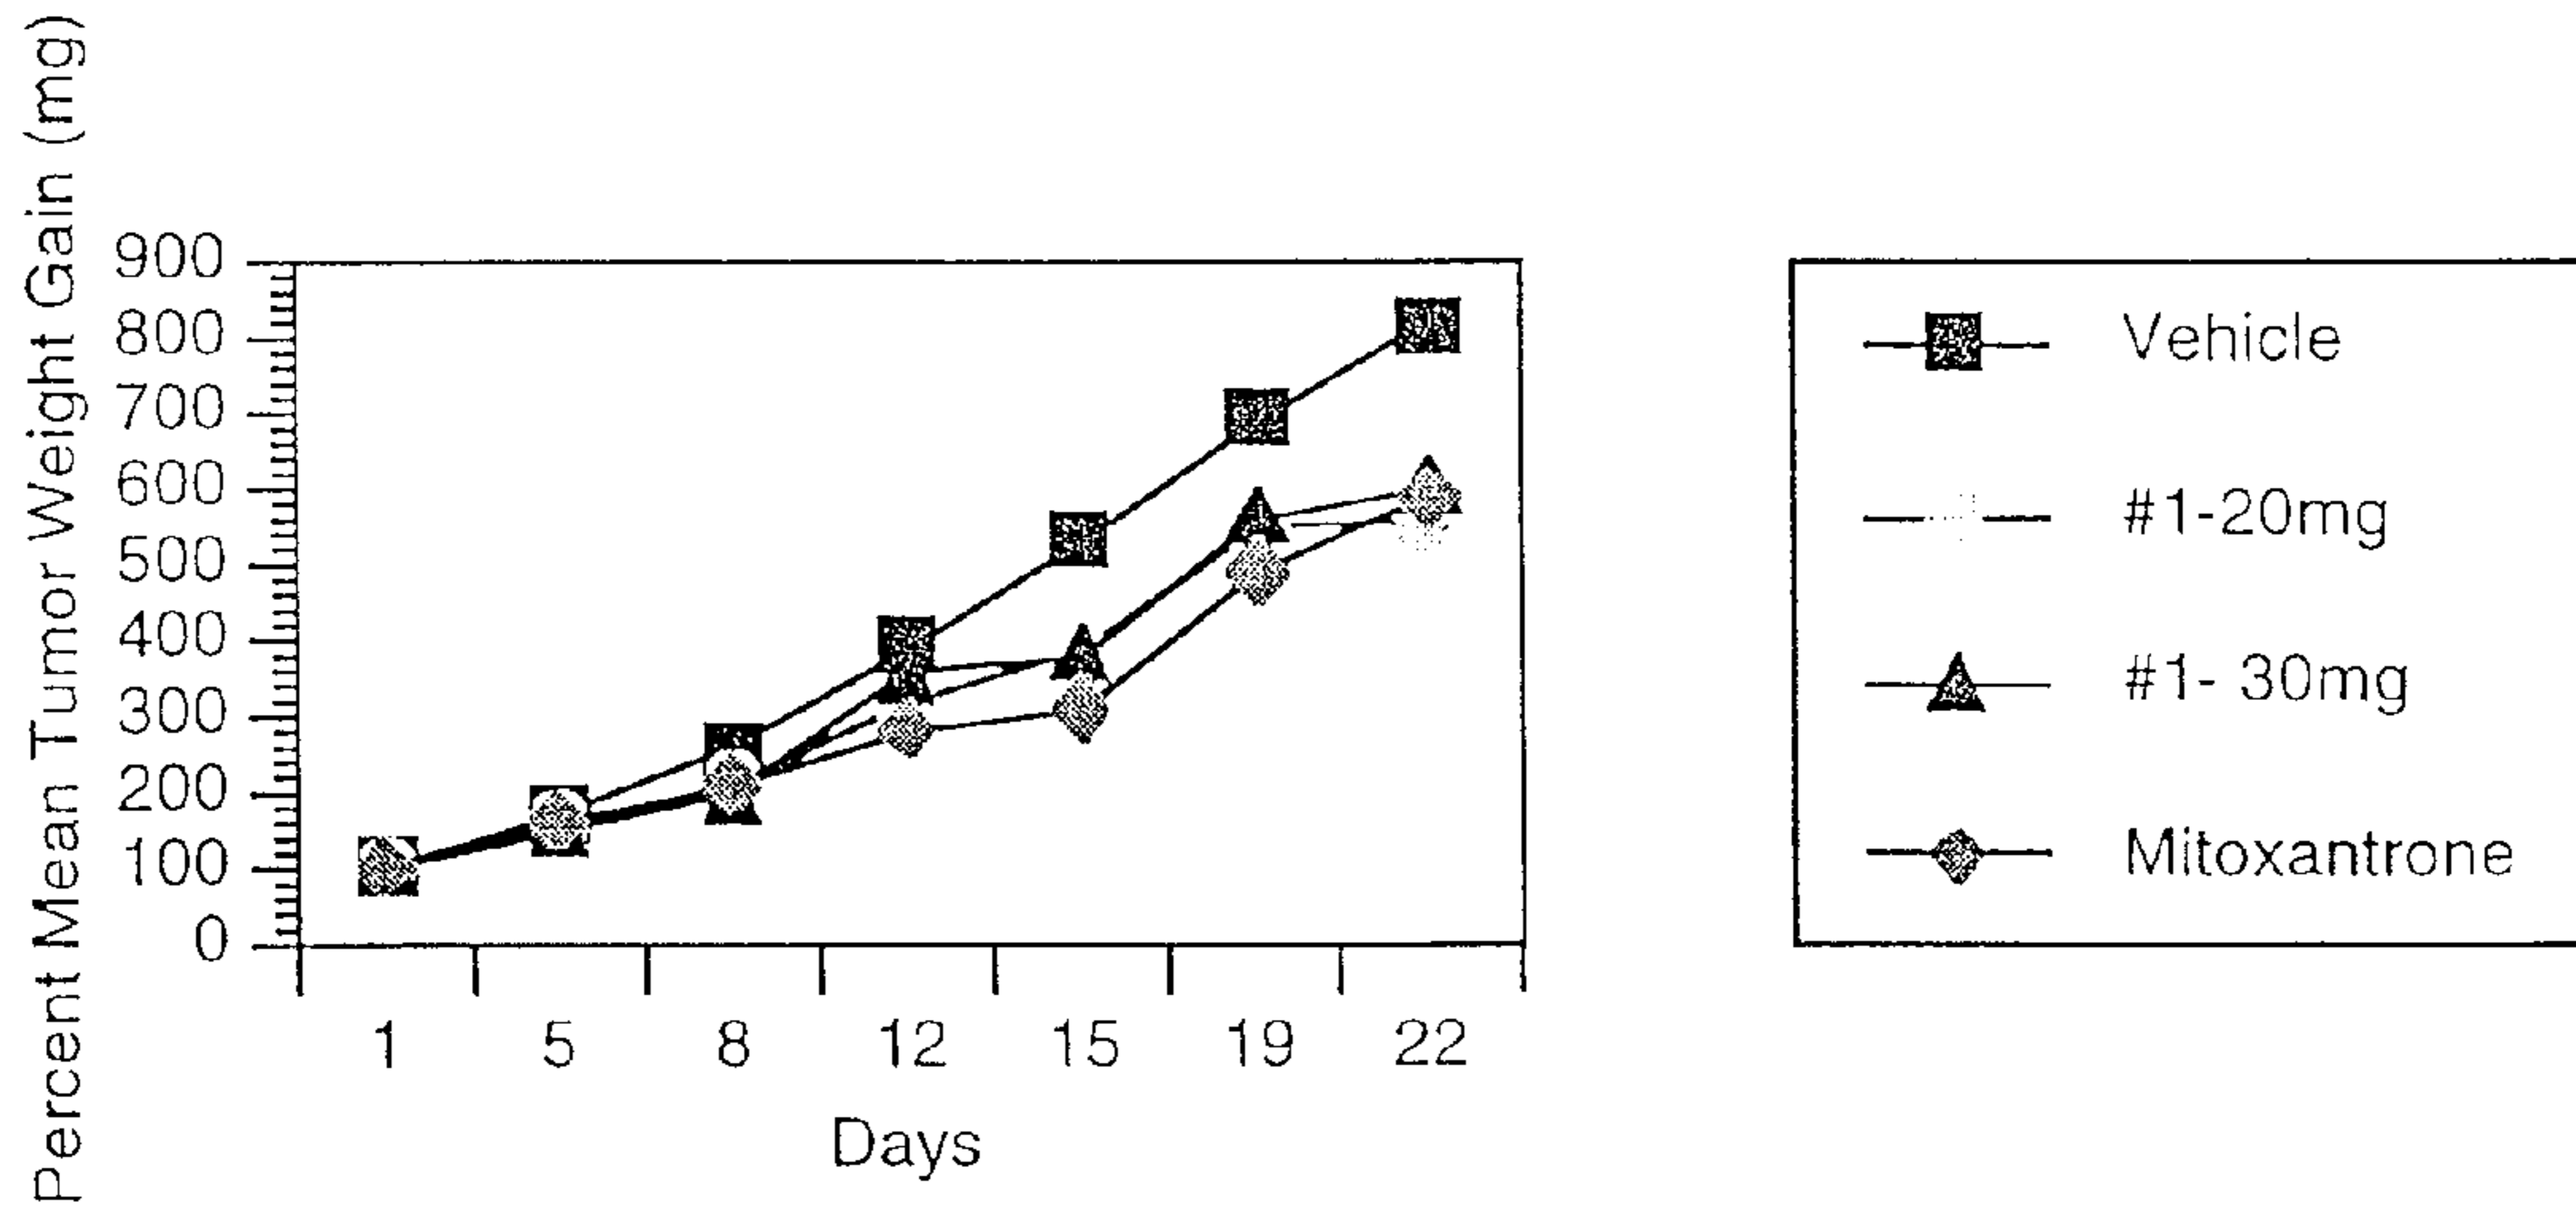 Percent Mean Tumor Weight Gain (mg)
900
800
700
600
500
400
300
200
100
0
1 5 8 12 15 19 22
Days
Vehicle
#1-20mg
#1- 30mg
Mitoxantrone